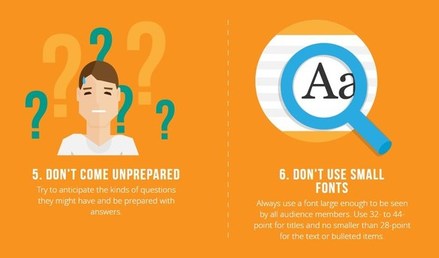 ? ? ? ? ? ?
Aa
5. DON'T COME UNPREPARED
Try to anticipate the kinds of questions
they might have and be prepared with
answers.
6. DON'T USE SMALL
FONTS
Always use a font large enough to be seen
by all audience members. Use 32- to 44-
point for titles and no smaller than 28-point
for the text or bulleted items.